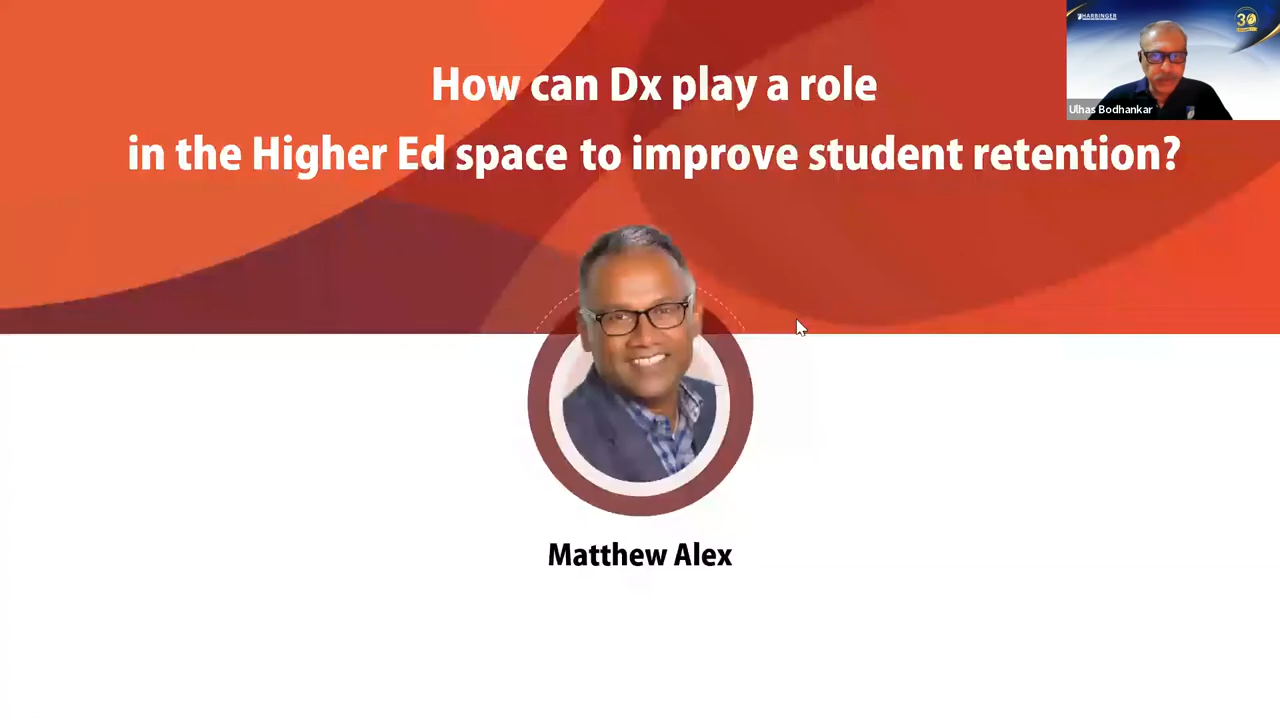 How can Dx play a role
in the Higher Ed space to improve student retention?
HARBINGER
30
Ulhas Bodhankar
Matthew Alex